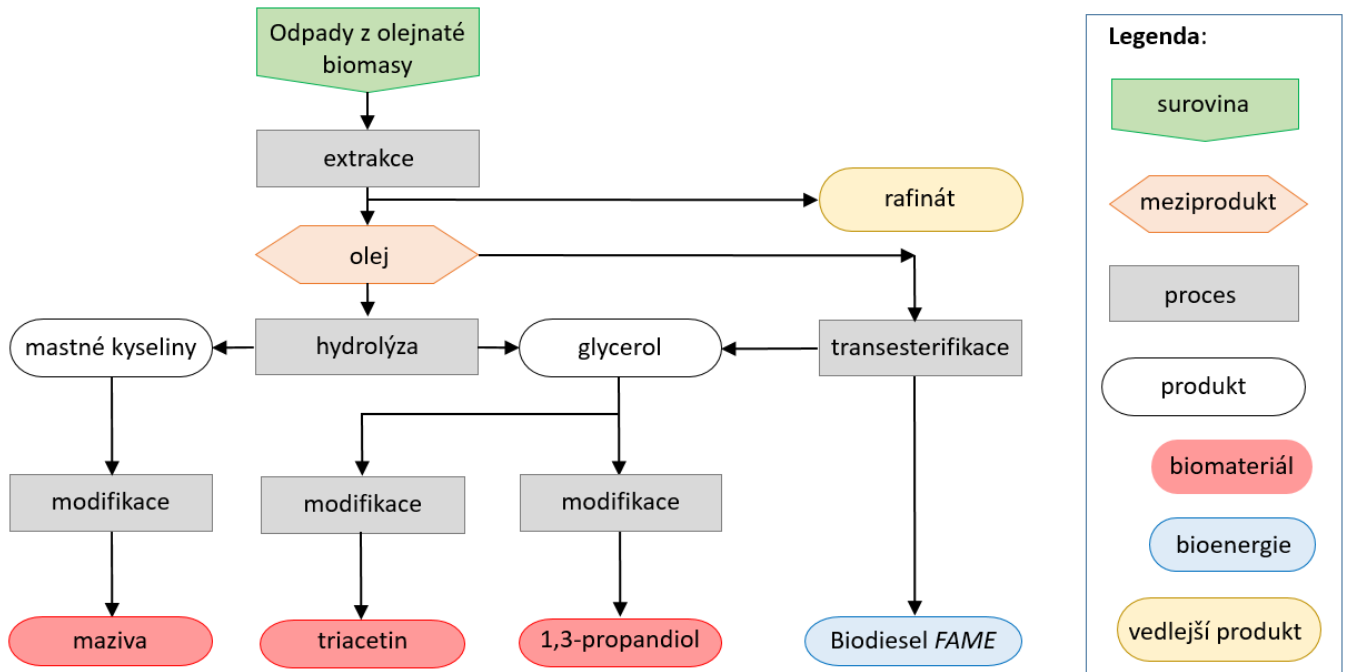 Odpady z olejnaté
biomasy
extrakce
rafinát
olej
mastné kyseliny
hydrolýza
glycerol
transesterifikace
modifikace
modifikace
modifikace
maziva
triacetin
1,3-propandiol
Biodiesel FAME
Legenda:
surovina
meziprodukt
proces
produkt
biomateriál
bioenergie
vedlejší produkt